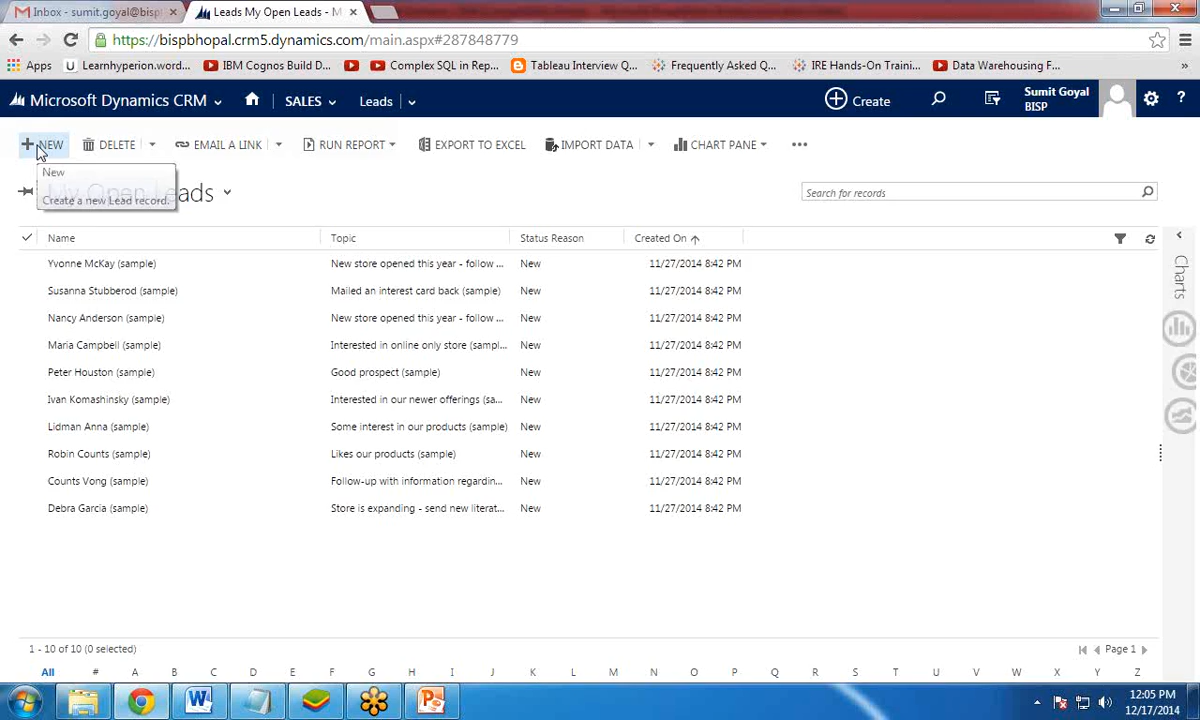 Inbox - sumit.goyal@bisp
Leads My Open Leads - M
https://bispbhopal.crm5.dynamics.com/main.aspx#287848779
Apps
Learnhyperion.word...
IBM Cognos Build D...
Complex SQL in Rep...
Tableau Interview Q...
Frequently Asked Q...
IRE Hands-On Traini...
Data Warehousing F...
Microsoft Dynamics CRM
SALES
Leads
Create
Sumit Goyal
BISP
?
NEW
DELETE
EMAIL A LINK
RUN REPORT
EXPORT TO EXCEL
IMPORT DATA
CHART PANE
New
Create a new Lead record.
My Open Leads
Search for records
Name Topic Status Reason Created On
Yvonne McKay (sample) New store opened this year - follow ... New 11/27/2014 8:42 PM
Susanna Stubberod (sample) Mailed an interest card back (sample) New 11/27/2014 8:42 PM
Nancy Anderson (sample) New store opened this year - follow ... New 11/27/2014 8:42 PM
Maria Campbell (sample) Interested in online only store (sampl... New 11/27/2014 8:42 PM
Peter Houston (sample) Good prospect (sample) New 11/27/2014 8:42 PM
Ivan Komashinsky (sample) Interested in our newer offerings (sa... New 11/27/2014 8:42 PM
Lidman Anna (sample) Some interest in our products (sample) New 11/27/2014 8:42 PM
Robin Counts (sample) Likes our products (sample) New 11/27/2014 8:42 PM
Counts Vong (sample) Follow-up with information regardin... New 11/27/2014 8:42 PM
Debra Garcia (sample) Store is expanding - send new literat... New 11/27/2014 8:42 PM
Charts
1 - 10 of 10 (0 selected)
Page 1
All # A B C D E F G H I J K L M N O P Q R S T U V W X Y Z
12:05 PM
12/17/2014